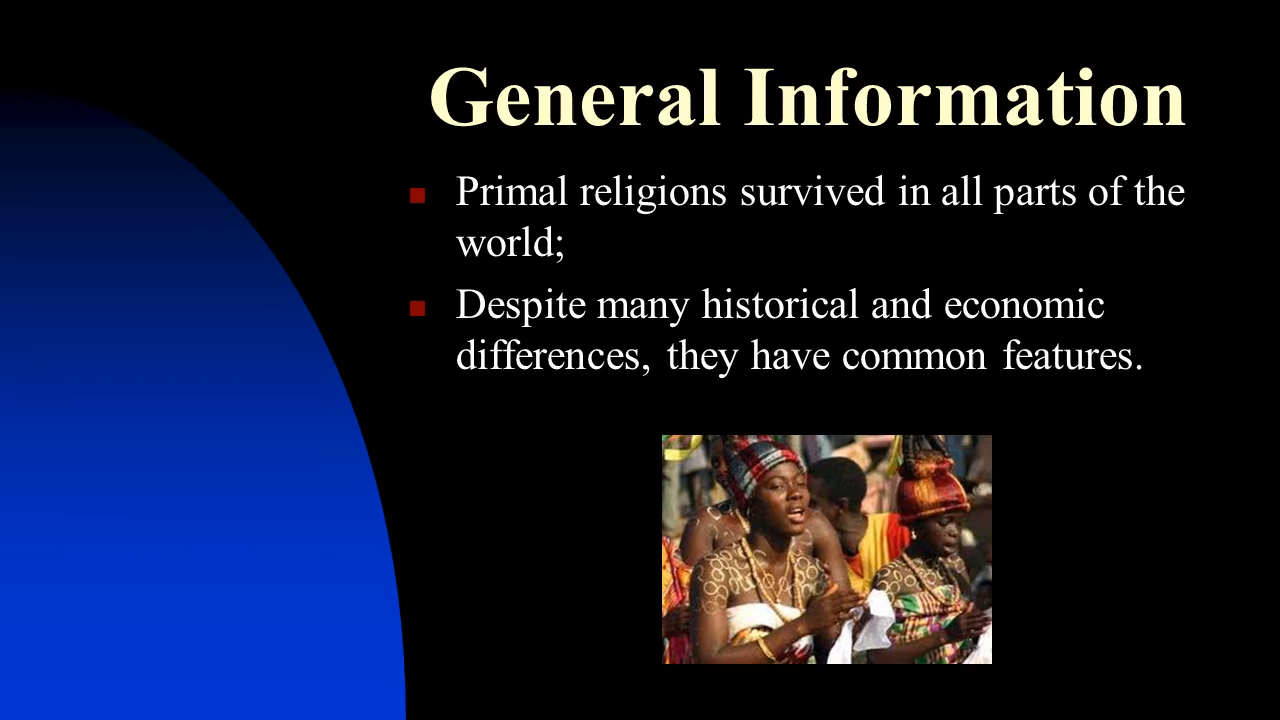 General Information
Primal religions survived in all parts of the
world;
Despite many historical and economic
differences, they have common features.